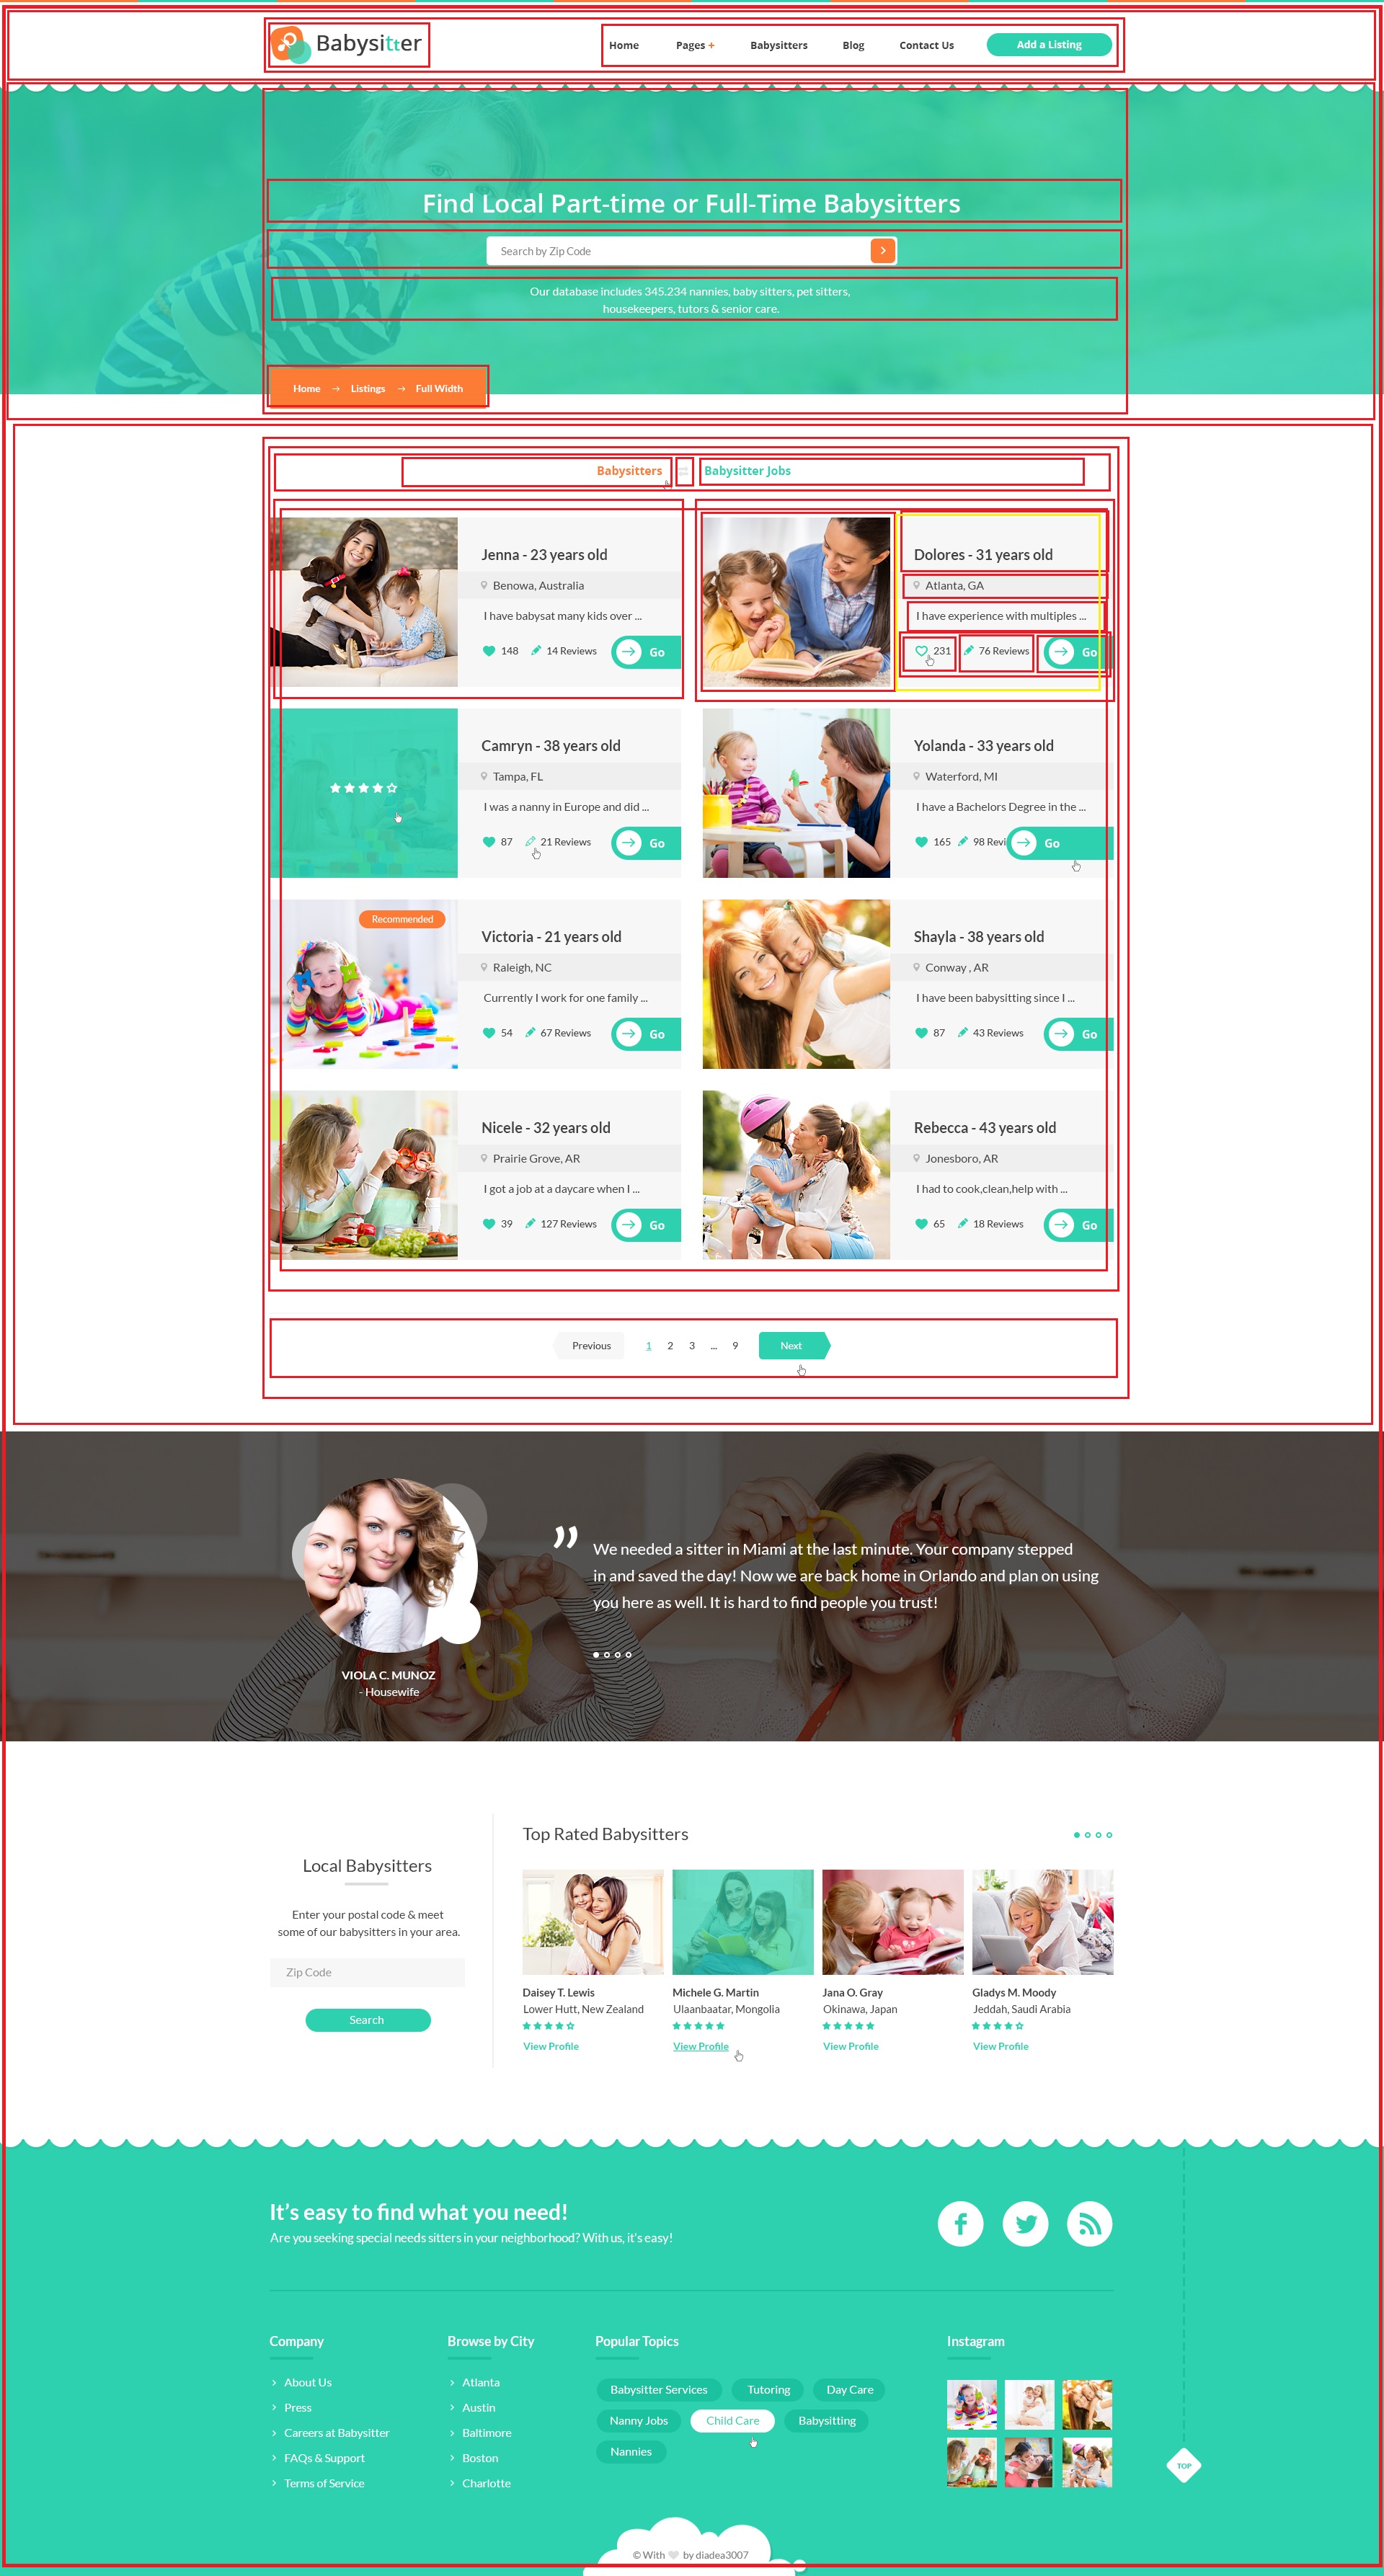 Babysitter
Home Pages + Babysitters Blog Contact Us Add a Listing
Find Local Part-time or Full-Time Babysitters
Search by Zip Code
Our database includes 345.234 nannies, baby sitters, pet sitters,
housekeepers, tutors & senior care.
Home → Listings → Full Width
Babysitters Babysitter Jobs
Jenna - 23 years old
Benowa, Australia
I have babysat many kids over ...
148 14 Reviews Go
Dolores - 31 years old
Atlanta, GA
I have experience with multiples ...
231 76 Reviews Go
Camryn - 38 years old
Tampa, FL
I was a nanny in Europe and did ...
87 21 Reviews Go
Yolanda - 33 years old
Waterford, MI
I have a Bachelors Degree in the ...
165 98 Revi Go
Recommended
Victoria - 21 years old
Raleigh, NC
Currently I work for one family ...
54 67 Reviews Go
Shayla - 38 years old
Conway , AR
I have been babysitting since I ...
87 43 Reviews Go
Nicele - 32 years old
Prairie Grove, AR
I got a job at a daycare when I ...
39 127 Reviews Go
Rebecca - 43 years old
Jonesboro, AR
I had to cook,clean,help with ...
65 18 Reviews Go
Previous 1 2 3 ... 9 Next
” We needed a sitter in Miami at the last minute. Your company stepped
in and saved the day! Now we are back home in Orlando and plan on using
you here as well. It is hard to find people you trust!
VIOLA C. MUNOZ
- Housewife
Local Babysitters
Enter your postal code & meet
some of our babysitters in your area.
Zip Code
Search
Top Rated Babysitters
Daisey T. Lewis
Lower Hutt, New Zealand
View Profile
Michele G. Martin
Ulaanbaatar, Mongolia
View Profile
Jana O. Gray
Okinawa, Japan
View Profile
Gladys M. Moody
Jeddah, Saudi Arabia
View Profile
It’s easy to find what you need!
Are you seeking special needs sitters in your neighborhood? With us, it’s easy!
Company
About Us
Press
Careers at Babysitter
FAQs & Support
Terms of Service
Browse by City
Atlanta
Austin
Baltimore
Boston
Charlotte
Popular Topics
Babysitter Services Tutoring Day Care
Nanny Jobs Child Care Babysitting
Nannies
Instagram
TOP
© With by diadea3007